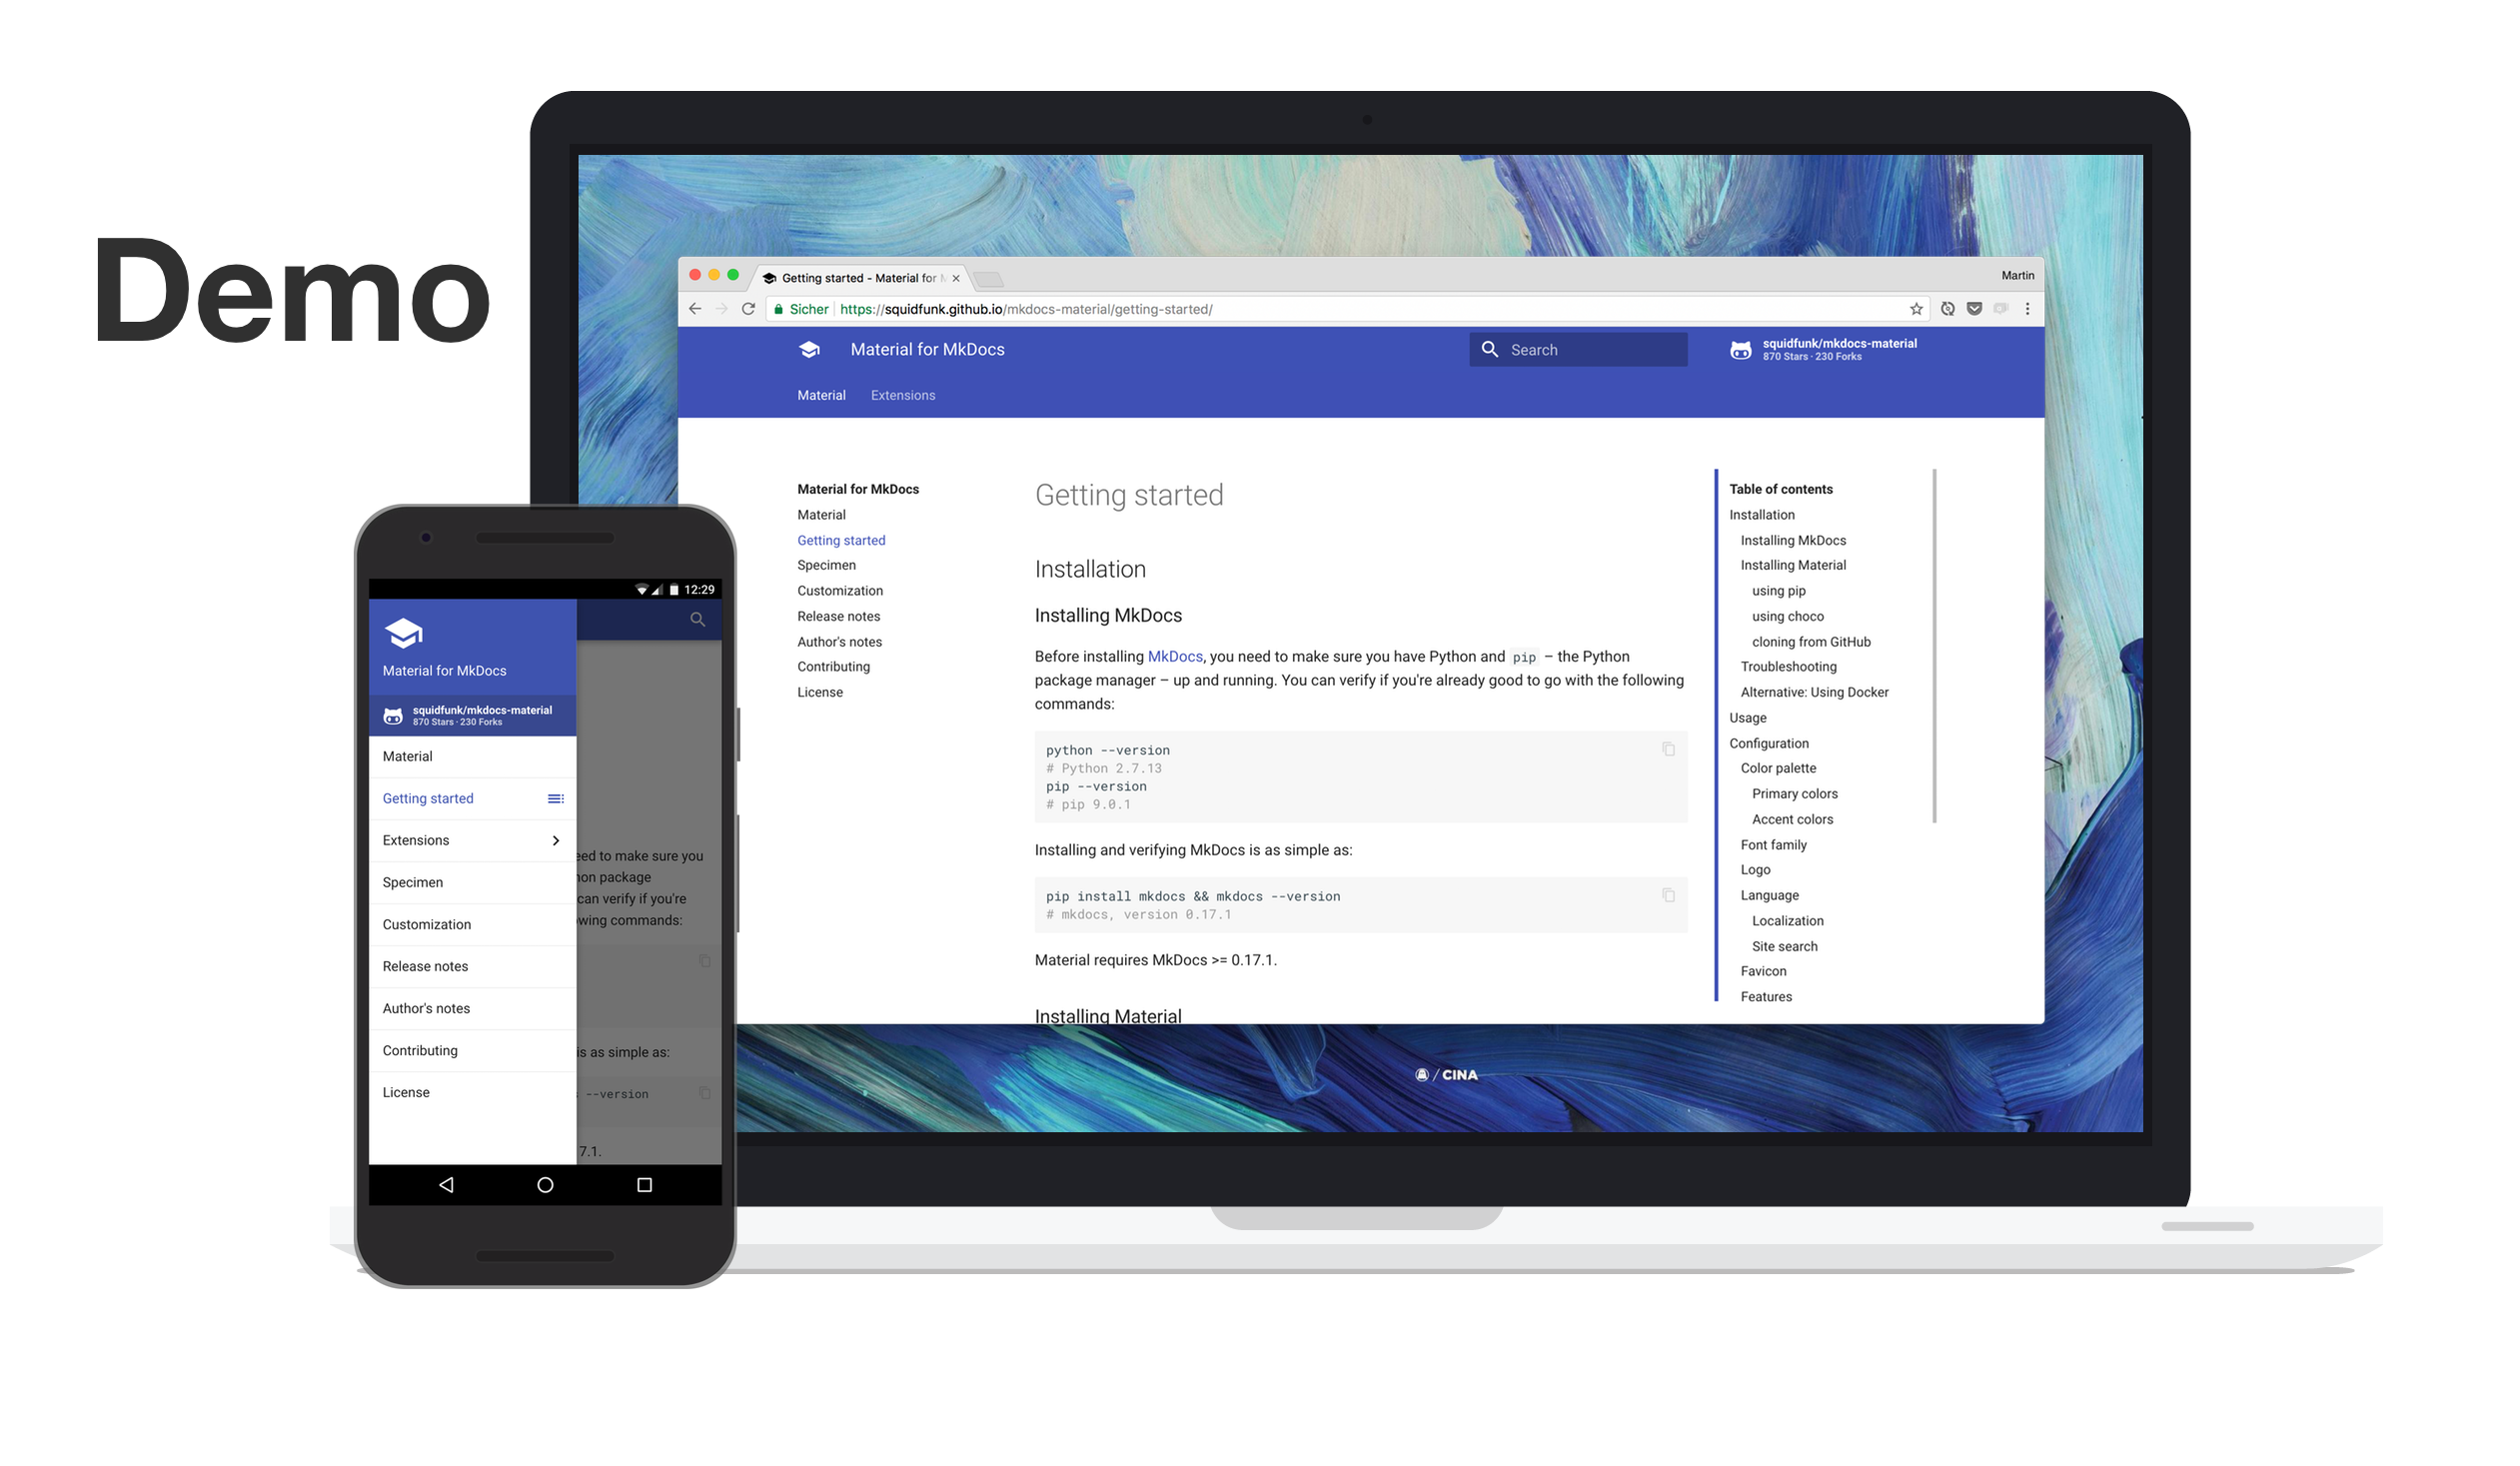 Demo
Getting started - Material for M
Martin
Sicher https://squidfunk.github.io/mkdocs-material/getting-started/
Material for MkDocs
Search
squidfunk/mkdocs-material
870 Stars · 230 Forks
Material Extensions
Material for MkDocs
Material
Getting started
Specimen
Customization
Release notes
Author's notes
Contributing
License
Getting started
Installation
Installing MkDocs
Before installing MkDocs, you need to make sure you have Python and pip – the Python
package manager – up and running. You can verify if you're already good to go with the following
commands:
python --version
# Python 2.7.13
pip --version
# pip 9.0.1
Installing and verifying MkDocs is as simple as:
pip install mkdocs && mkdocs --version
# mkdocs, version 0.17.1
Material requires MkDocs >= 0.17.1.
Installing Material
Table of contents
Installation
Installing MkDocs
Installing Material
using pip
using choco
cloning from GitHub
Troubleshooting
Alternative: Using Docker
Usage
Configuration
Color palette
Primary colors
Accent colors
Font family
Logo
Language
Localization
Site search
Favicon
Features
/ CINA
12:29
Material for MkDocs
squidfunk/mkdocs-material
870 Stars · 230 Forks
Material
Getting started
Extensions
Specimen
Customization
Release notes
Author's notes
Contributing
License
eed to make sure you
on package
can verify if you're
wing commands:
is as simple as:
--version
7.1.